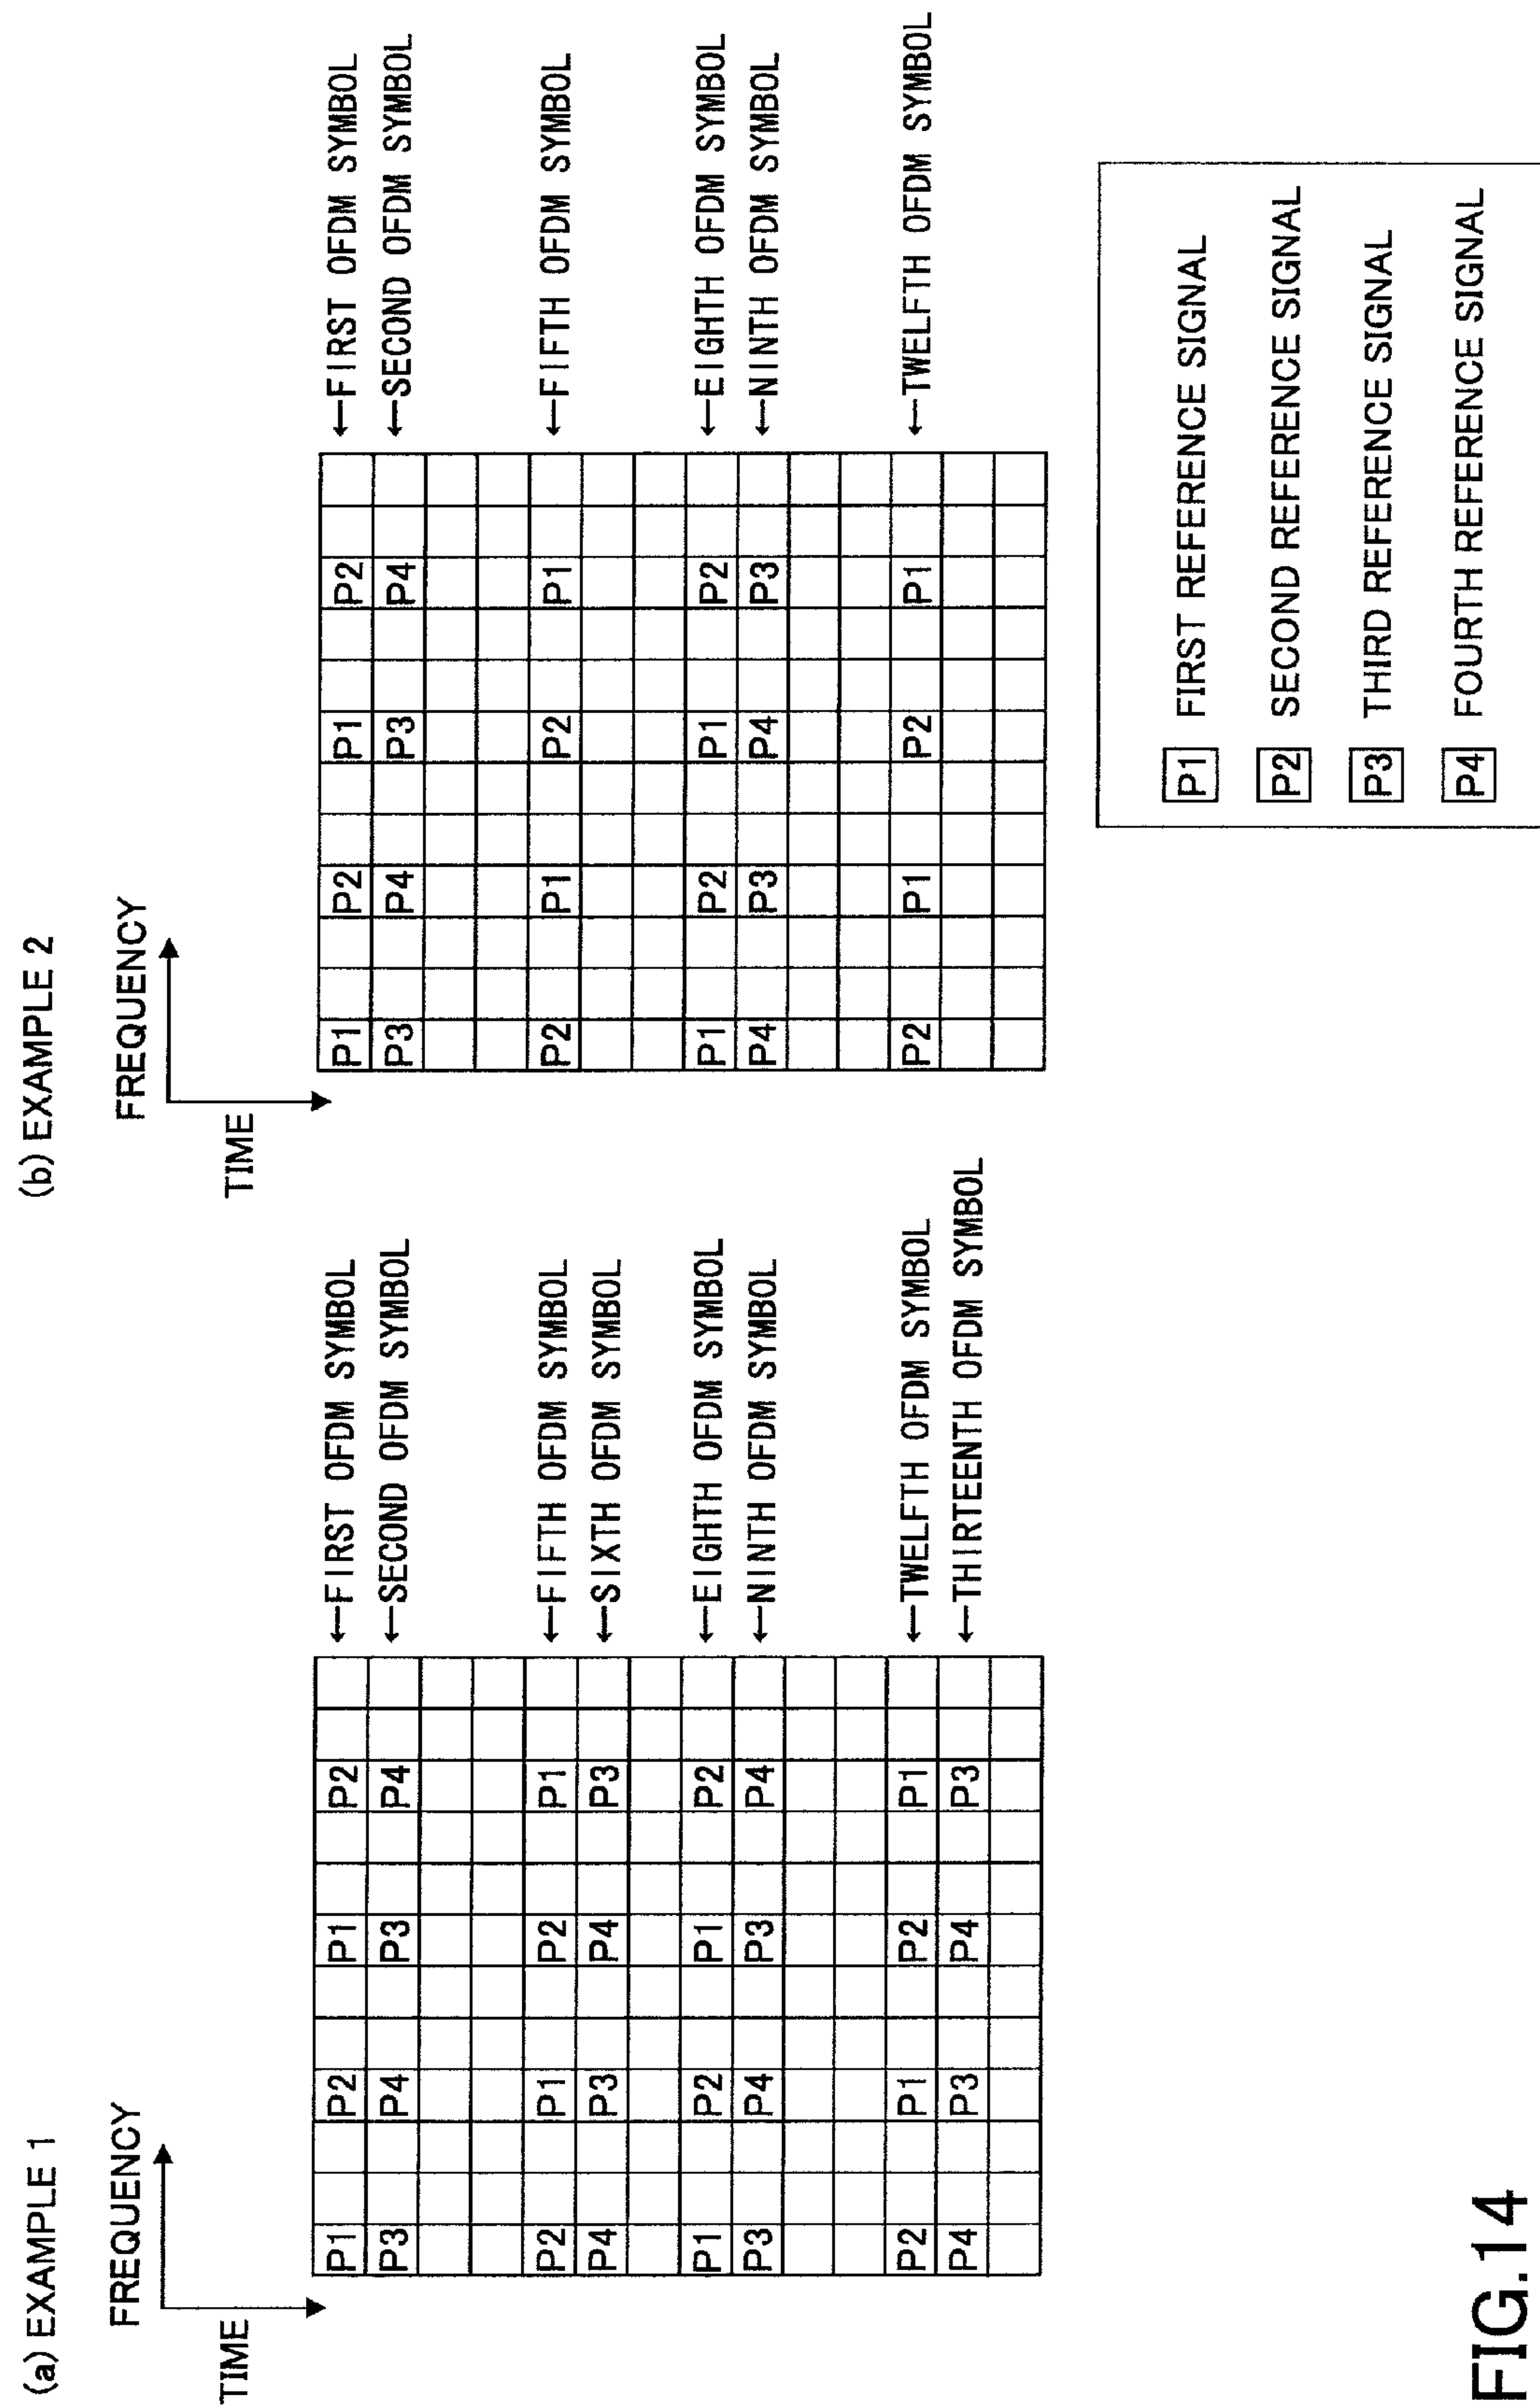 (a) EXAMPLE 1
FREQUENCY
TIME
P1 P2 P1 P2 ←FIRST OFDM SYMBOL
P3 P4 P3 P4 ←SECOND OFDM SYMBOL
P2 P1 P2 P1 ←FIFTH OFDM SYMBOL
P4 P3 P4 P3 ←SIXTH OFDM SYMBOL
P1 P2 P1 P2 ←EIGHTH OFDM SYMBOL
P3 P4 P3 P4 ←NINTH OFDM SYMBOL
P2 P1 P2 P1 ←TWELFTH OFDM SYMBOL
P4 P3 P4 P3 ←THIRTEENTH OFDM SYMBOL
(b) EXAMPLE 2
FREQUENCY
TIME
P1 P2 P1 P2 ←FIRST OFDM SYMBOL
P3 P4 P3 P4 ←SECOND OFDM SYMBOL
P2 P1 P2 P1 ←FIFTH OFDM SYMBOL
P1 P2 P1 P2 ←EIGHTH OFDM SYMBOL
P4 P3 P4 P3 ←NINTH OFDM SYMBOL
P2 P1 P2 P1 ←TWELFTH OFDM SYMBOL
P1 FIRST REFERENCE SIGNAL
P2 SECOND REFERENCE SIGNAL
P3 THIRD REFERENCE SIGNAL
P4 FOURTH REFERENCE SIGNAL
FIG.14